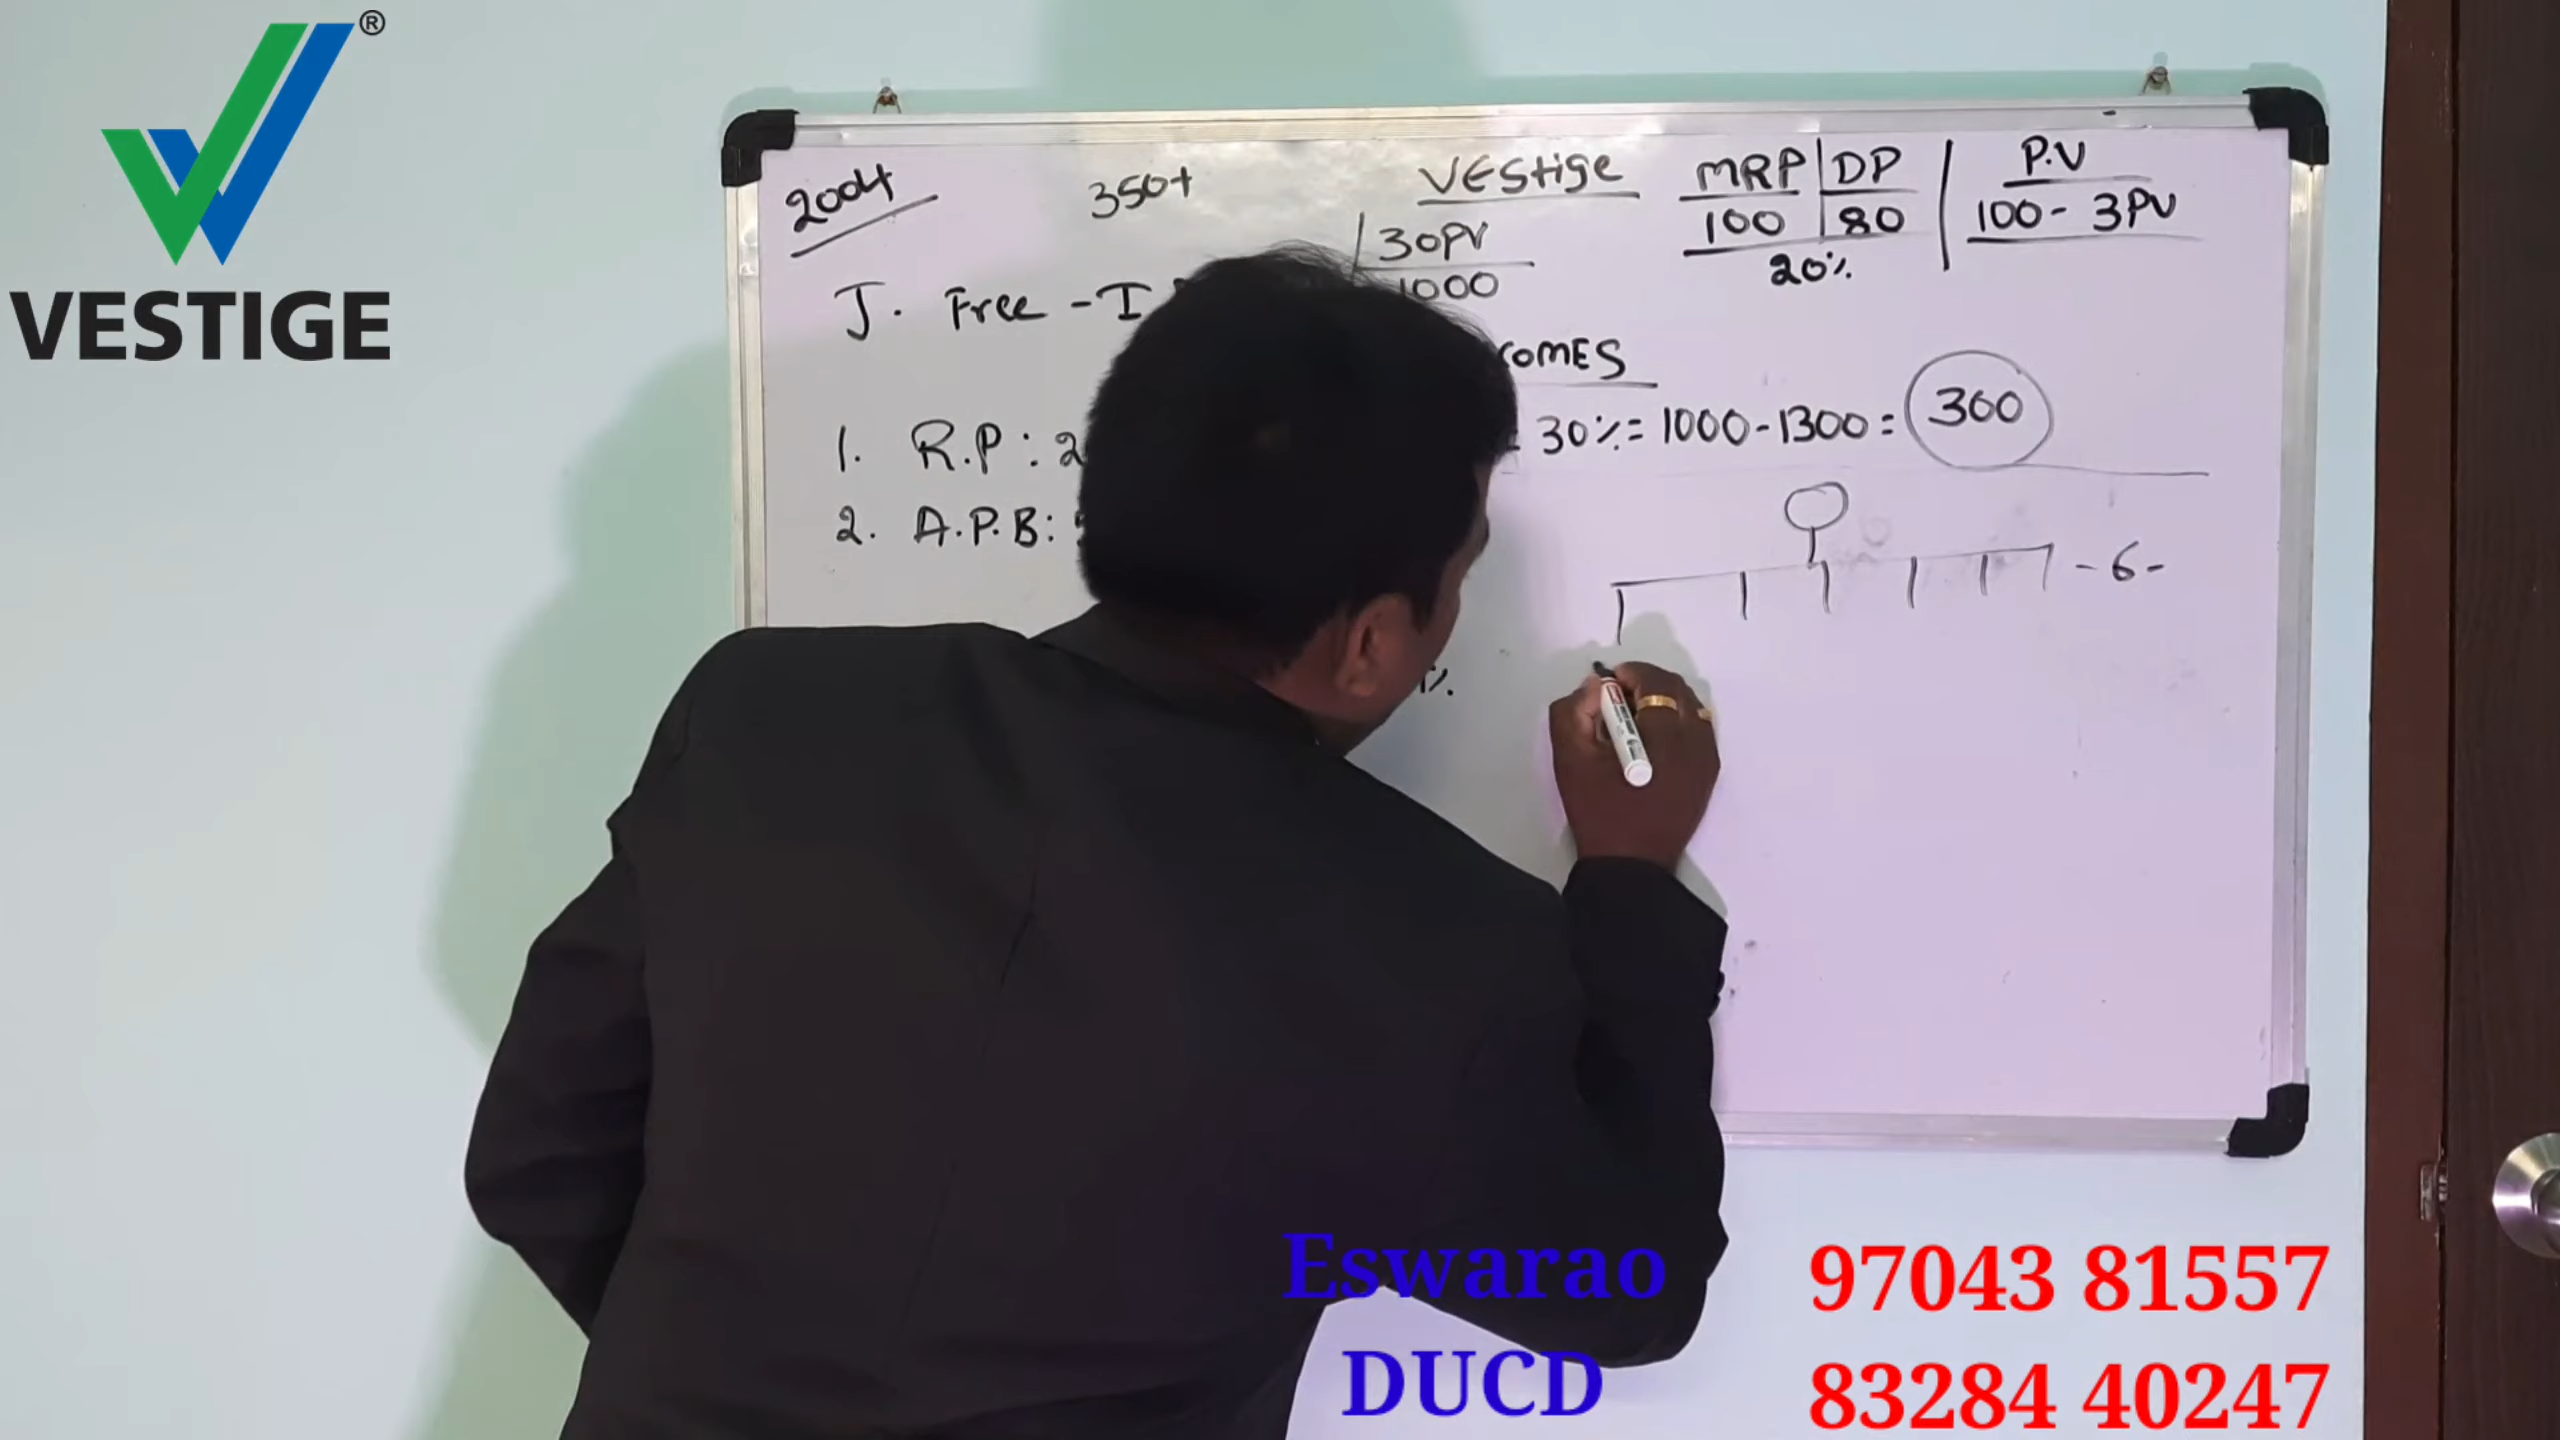 ®
VESTIGE
2004 350+ VEStige MRP DP P.V
30PV 100 80 100 - 3PV
1000 20%
J. Free - I
30% = 1000 - 1300 = 300
1. R.P : 2
2. A.P.B :
- 6 -
Eswarao 97043 81557
DUCD 83284 40247